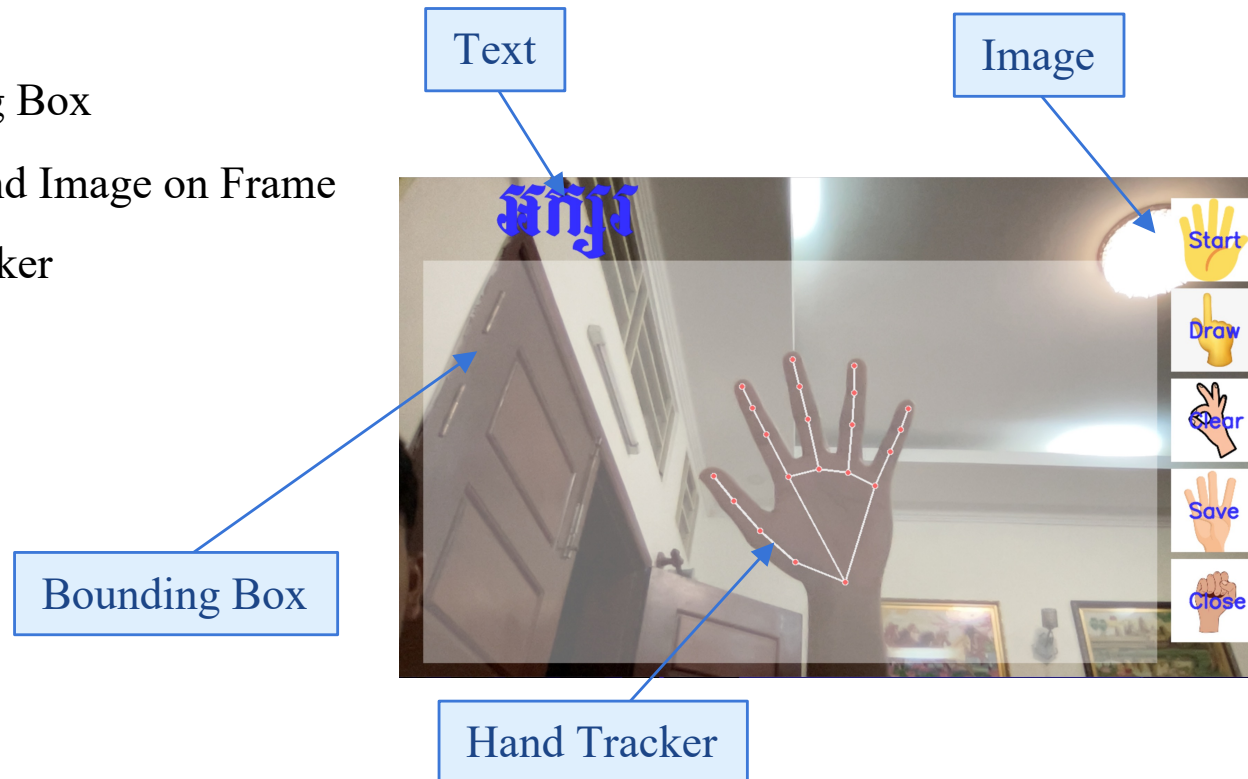 Text
Image
g Box
nd Image on Frame
ker
អក្សរ
Start
Draw
Clear
Save
Close
Bounding Box
Hand Tracker